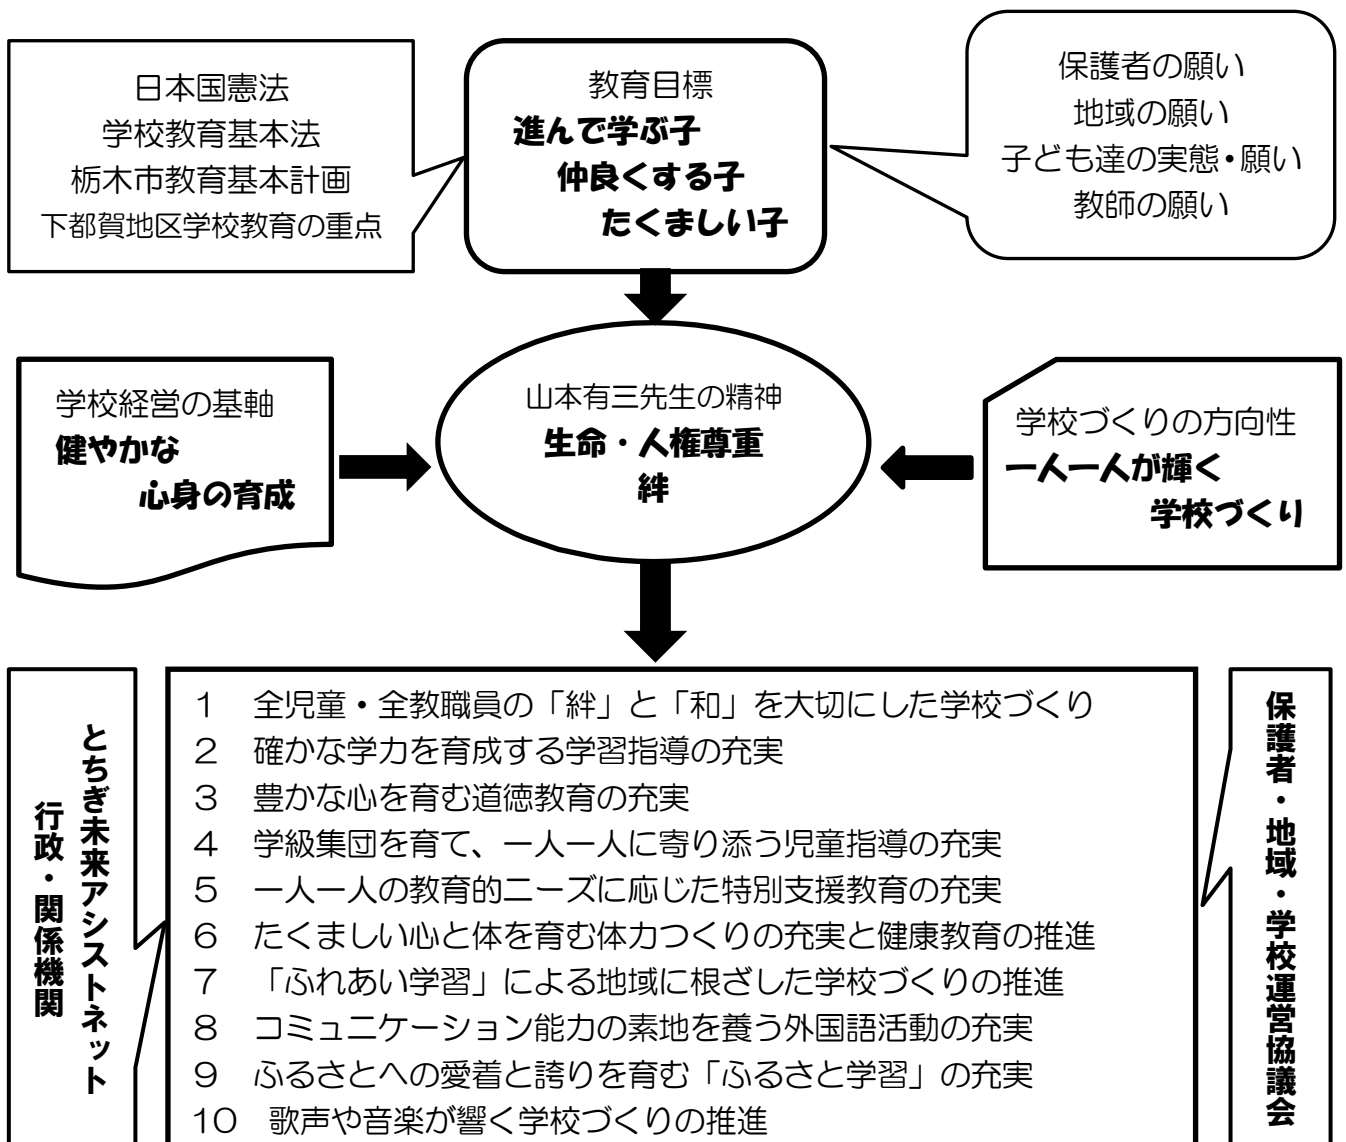 日本国憲法
学校教育基本法
栃木市教育基本計画
下都賀地区学校教育の重点
教育目標
進んで学ぶ子
仲良くする子
たくましい子
保護者の願い
地域の願い
子ども達の実態・願い
教師の願い
学校経営の基軸
健やかな
心身の育成
山本有三先生の精神
生命・人権尊重
絆
学校づくりの方向性
一人一人が輝く
学校づくり
とちぎ未来アシストネット
行政・関係機関
1 全児童・全教職員の「絆」と「和」を大切にした学校づくり
2 確かな学力を育成する学習指導の充実
3 豊かな心を育む道徳教育の充実
4 学級集団を育て、一人一人に寄り添う児童指導の充実
5 一人一人の教育的ニーズに応じた特別支援教育の充実
6 たくましい心と体を育む体力つくりの充実と健康教育の推進
7 「ふれあい学習」による地域に根ざした学校づくりの推進
8 コミュニケーション能力の素地を養う外国語活動の充実
9 ふるさとへの愛着と誇りを育む「ふるさと学習」の充実
10 歌声や音楽が響く学校づくりの推進
保護者・地域・学校運営協議会